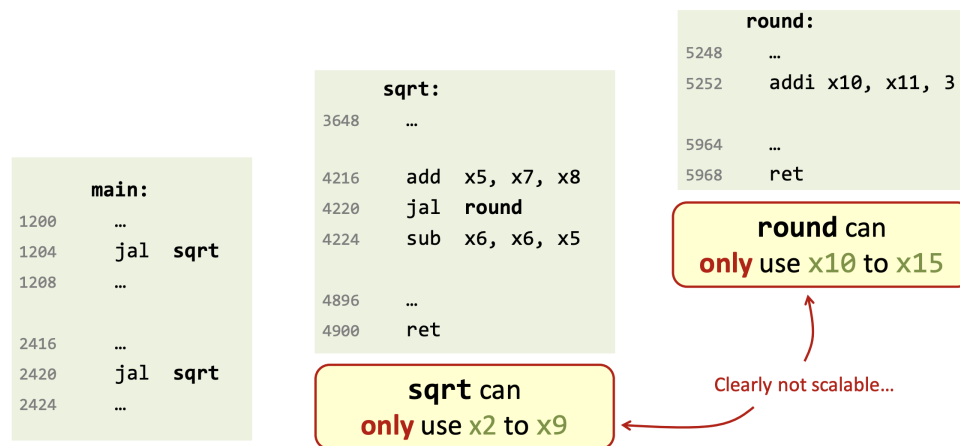 main:
1200 …
1204 jal sqrt
1208 …
2416 …
2420 jal sqrt
2424 …
sqrt:
3648 …
4216 add x5, x7, x8
4220 jal round
4224 sub x6, x6, x5
4896 …
4900 ret
sqrt can
only use x2 to x9
round:
5248 …
5252 addi x10, x11, 3
5964 …
5968 ret
round can
only use x10 to x15
Clearly not scalable…